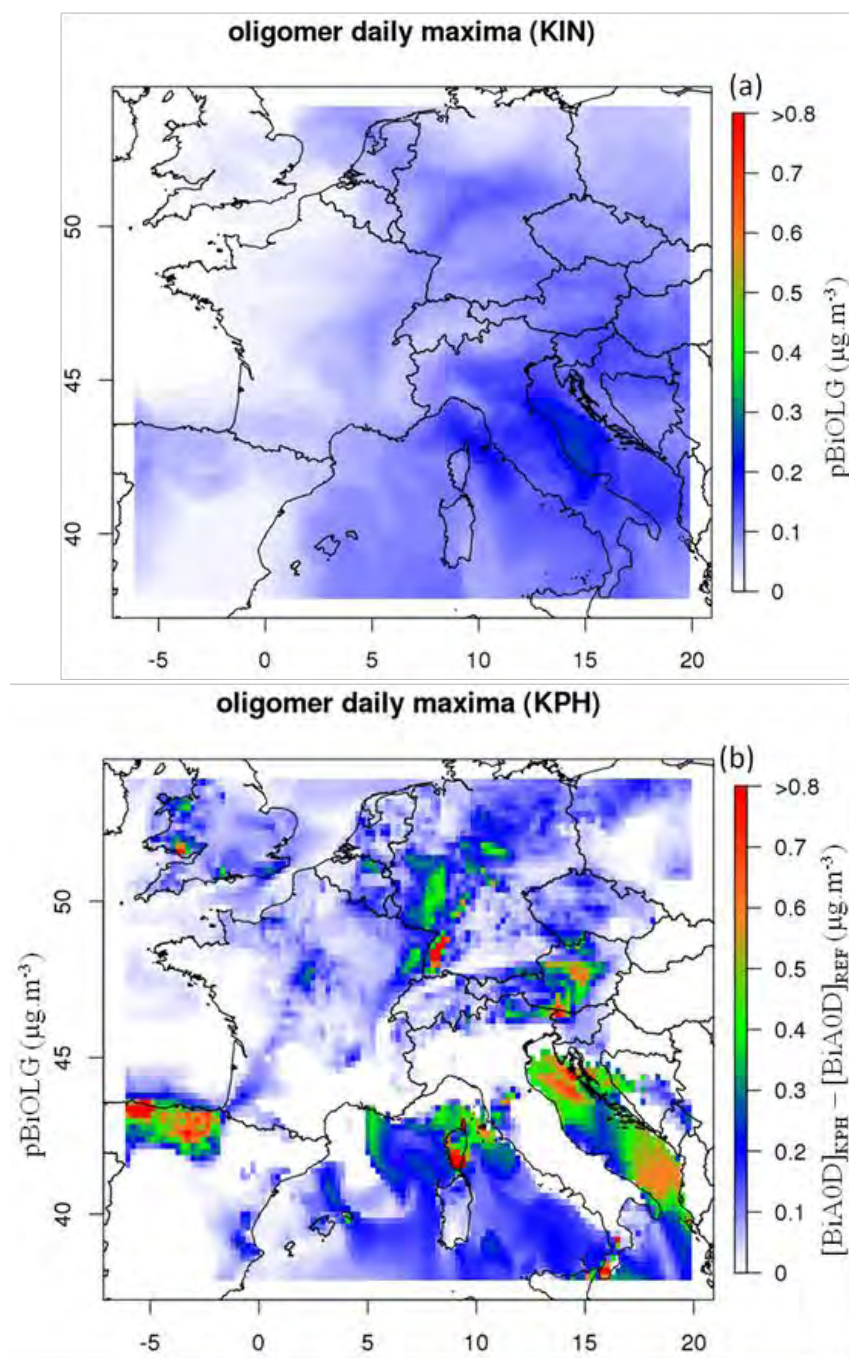 oligomer daily maxima (KIN)
(a)
>0.8
0.7
0.6
0.5
0.4
0.3
0.2
0.1
0
pBiOLG (µg m⁻³)
50
45
40
-5 0 5 10 15 20
oligomer daily maxima (KPH)
(b)
>0.8
0.7
0.6
0.5
0.4
0.3
0.2
0.1
0
[BiA0D]KPH − [BiA0D]REF (µg m⁻³)
pBiOLG (µg m⁻³)
50
45
40
-5 0 5 10 15 20